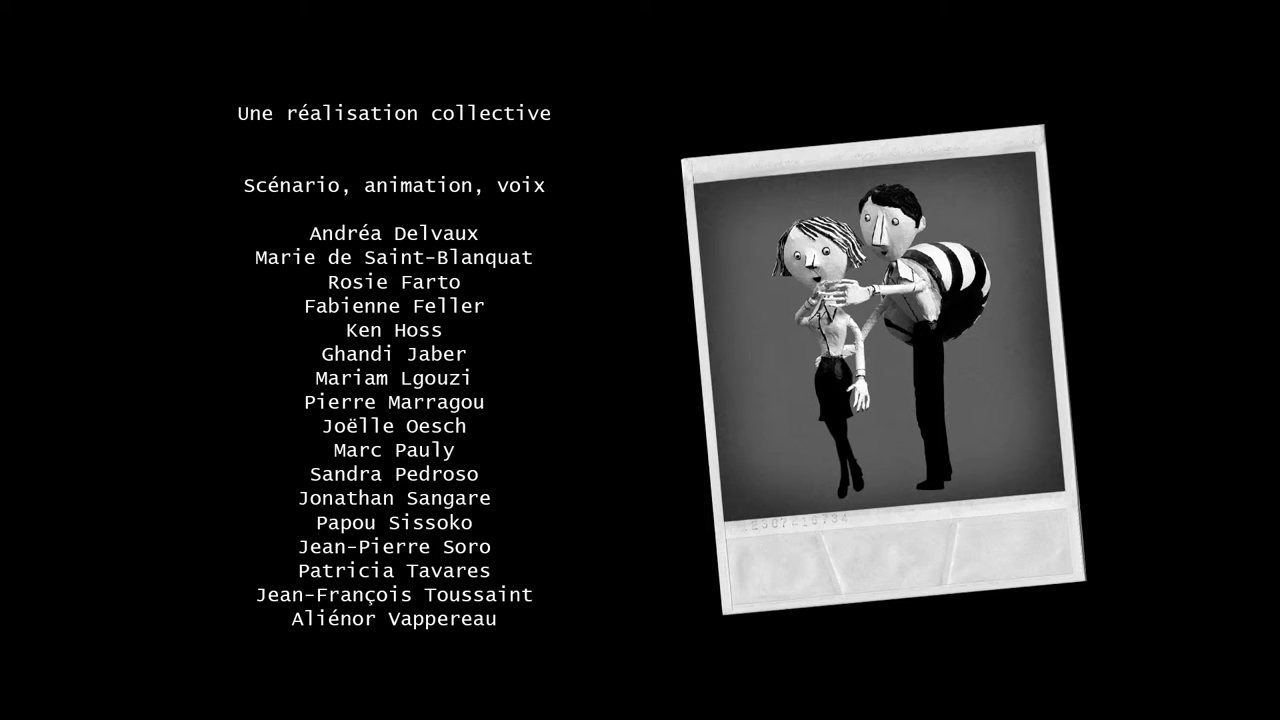 Une réalisation collective
Scénario, animation, voix
Andréa Delvaux
Marie de Saint-Blanquat
Rosie Farto
Fabienne Feller
Ken Hoss
Ghandi Jaber
Mariam Lgouzi
Pierre Marragou
Joëlle Oesch
Marc Pauly
Sandra Pedroso
Jonathan Sangare
Papou Sissoko
Jean-Pierre Soro
Patricia Tavares
Jean-François Toussaint
Aliénor Vappereau